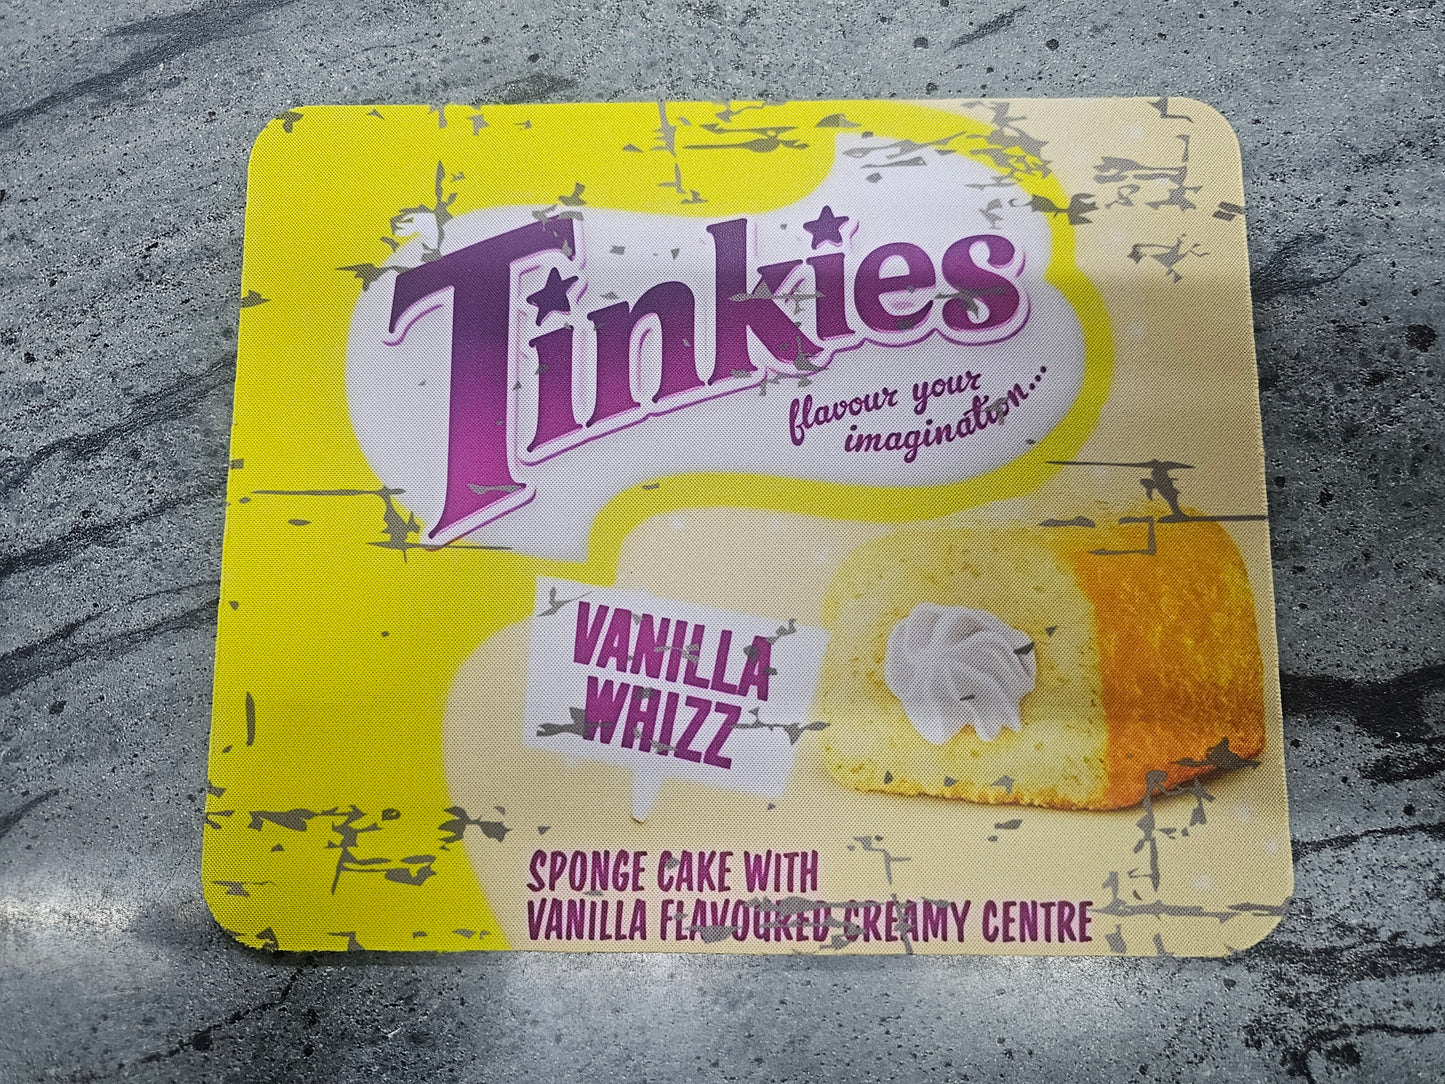 Tinkies
flavour your
imagination...
VANILLA
WHIZZ
SPONGE CAKE WITH
VANILLA FLAVOURED CREAMY CENTRE